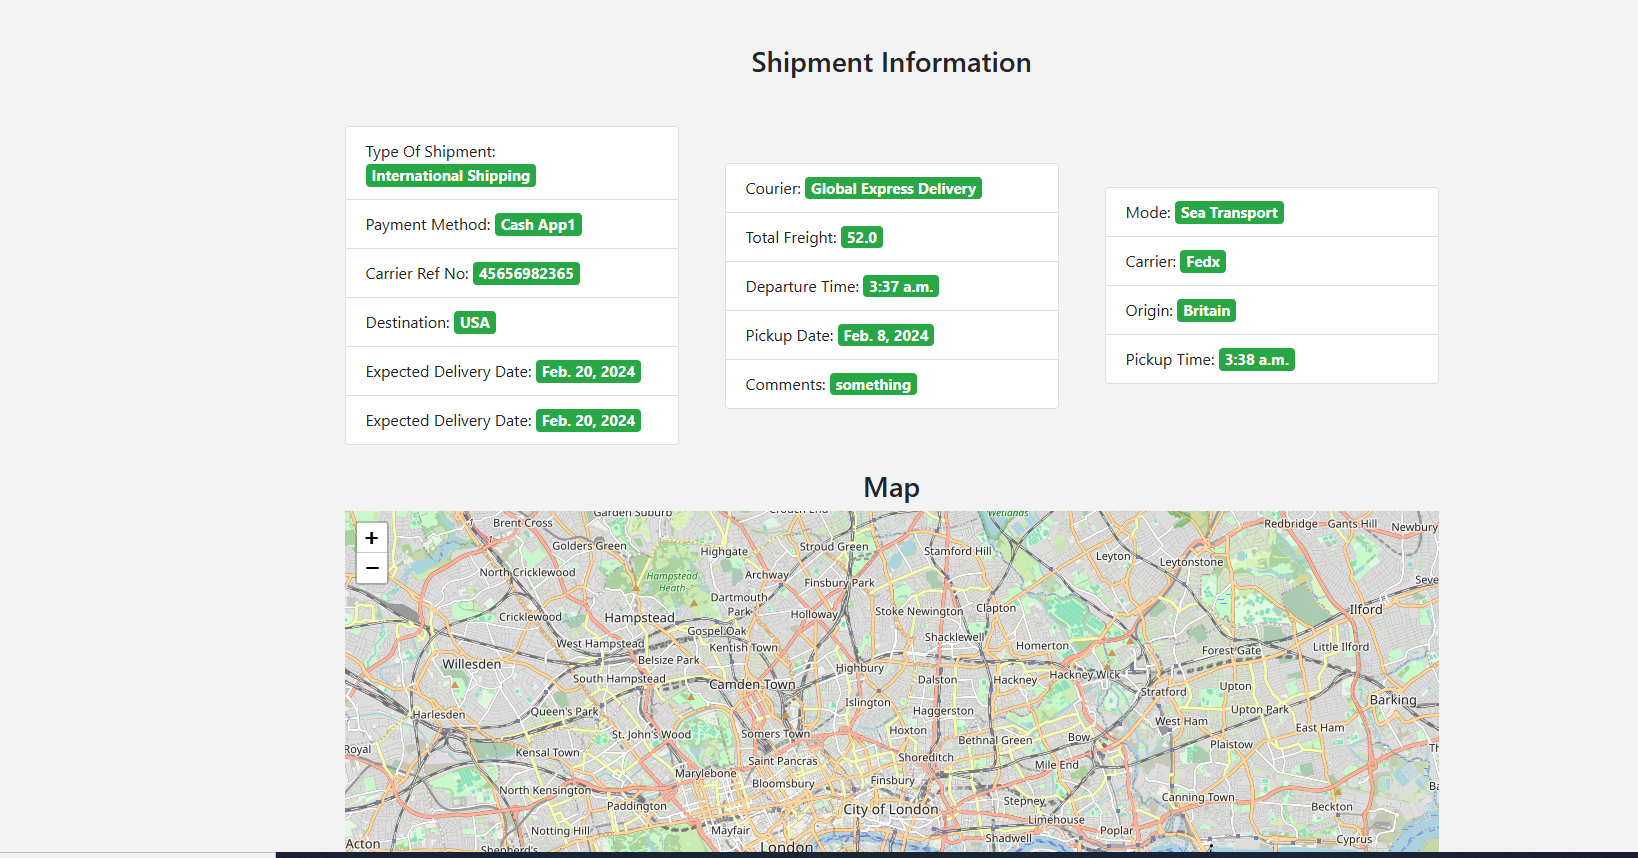 Shipment Information
Type Of Shipment:
International Shipping
Payment Method: Cash App1
Carrier Ref No: 45656982365
Destination: USA
Expected Delivery Date: Feb. 20, 2024
Expected Delivery Date: Feb. 20, 2024
Courier: Global Express Delivery
Total Freight: 52.0
Departure Time: 3:37 a.m.
Pickup Date: Feb. 8, 2024
Comments: something
Mode: Sea Transport
Carrier: Fedx
Origin: Britain
Pickup Time: 3:38 a.m.
Map
+
−
Garden Suburb
Crouch End
Wetlands
Brent Cross
Redbridge
Gants Hill
Newbury
Golders Green
Highgate
Stroud Green
Stamford Hill
Leyton
Leytonstone
North Cricklewood
Hampstead
Heath
Archway
Finsbury Park
Seve
Cricklewood
Hampstead
Dartmouth
Park
Holloway
Stoke Newington
Clapton
Ilford
West Hampstead
Gospel Oak
Kentish Town
Shacklewell
Homerton
Forest Gate
Little Ilford
Willesden
Belsize Park
South Hampstead
Highbury
Dalston
Hackney
Hackney Wick
Camden Town
Stratford
Upton
Barking
Harlesden
Queen's Park
Islington
Haggerston
West Ham
Upton Park
East Ham
Royal
Kensal Town
St. John's Wood
Somers Town
Hoxton
Bethnal Green
Bow
Plaistow
Th
Saint Pancras
Shoreditch
Mile End
Marylebone
Bloomsbury
Finsbury
North Kensington
Paddington
City of London
Stepney
Canning Town
Beckton
Ba
Notting Hill
Mayfair
Limehouse
Poplar
Acton
Shepherd's
London
Shadwell
Cyprus